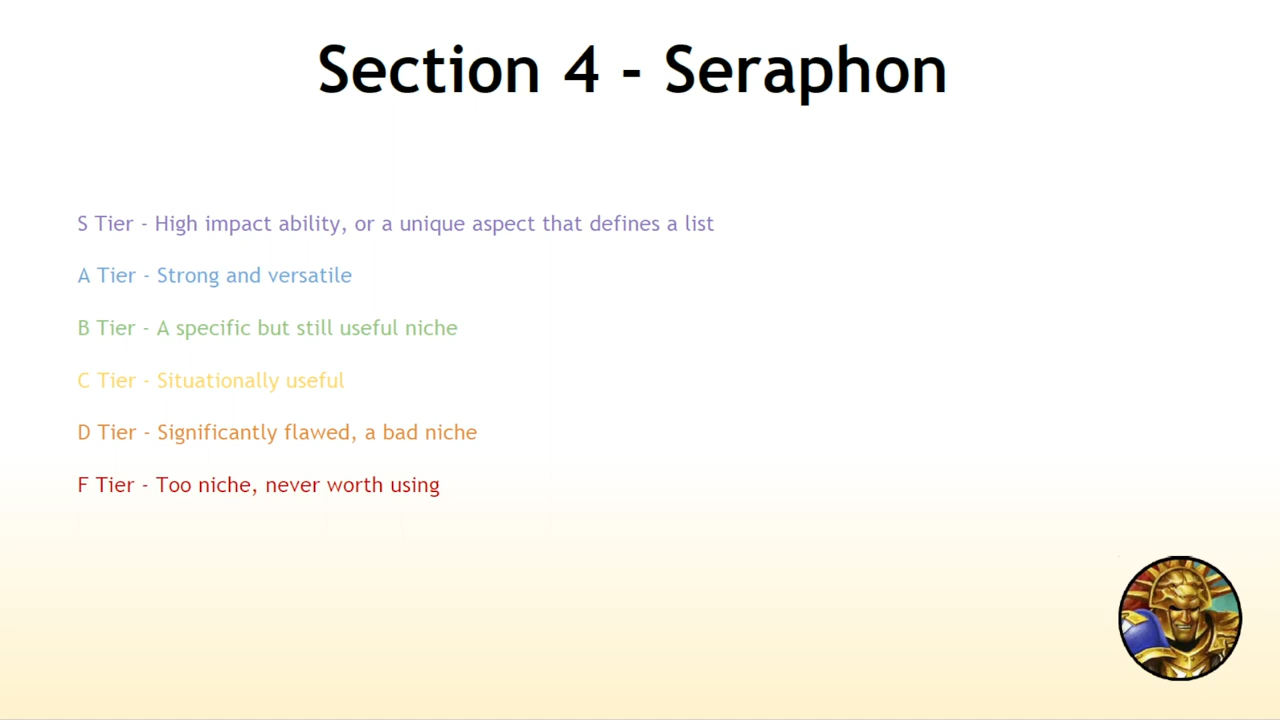 Section 4 - Seraphon
S Tier - High impact ability, or a unique aspect that defines a list
A Tier - Strong and versatile
B Tier - A specific but still useful niche
C Tier - Situationally useful
D Tier - Significantly flawed, a bad niche
F Tier - Too niche, never worth using